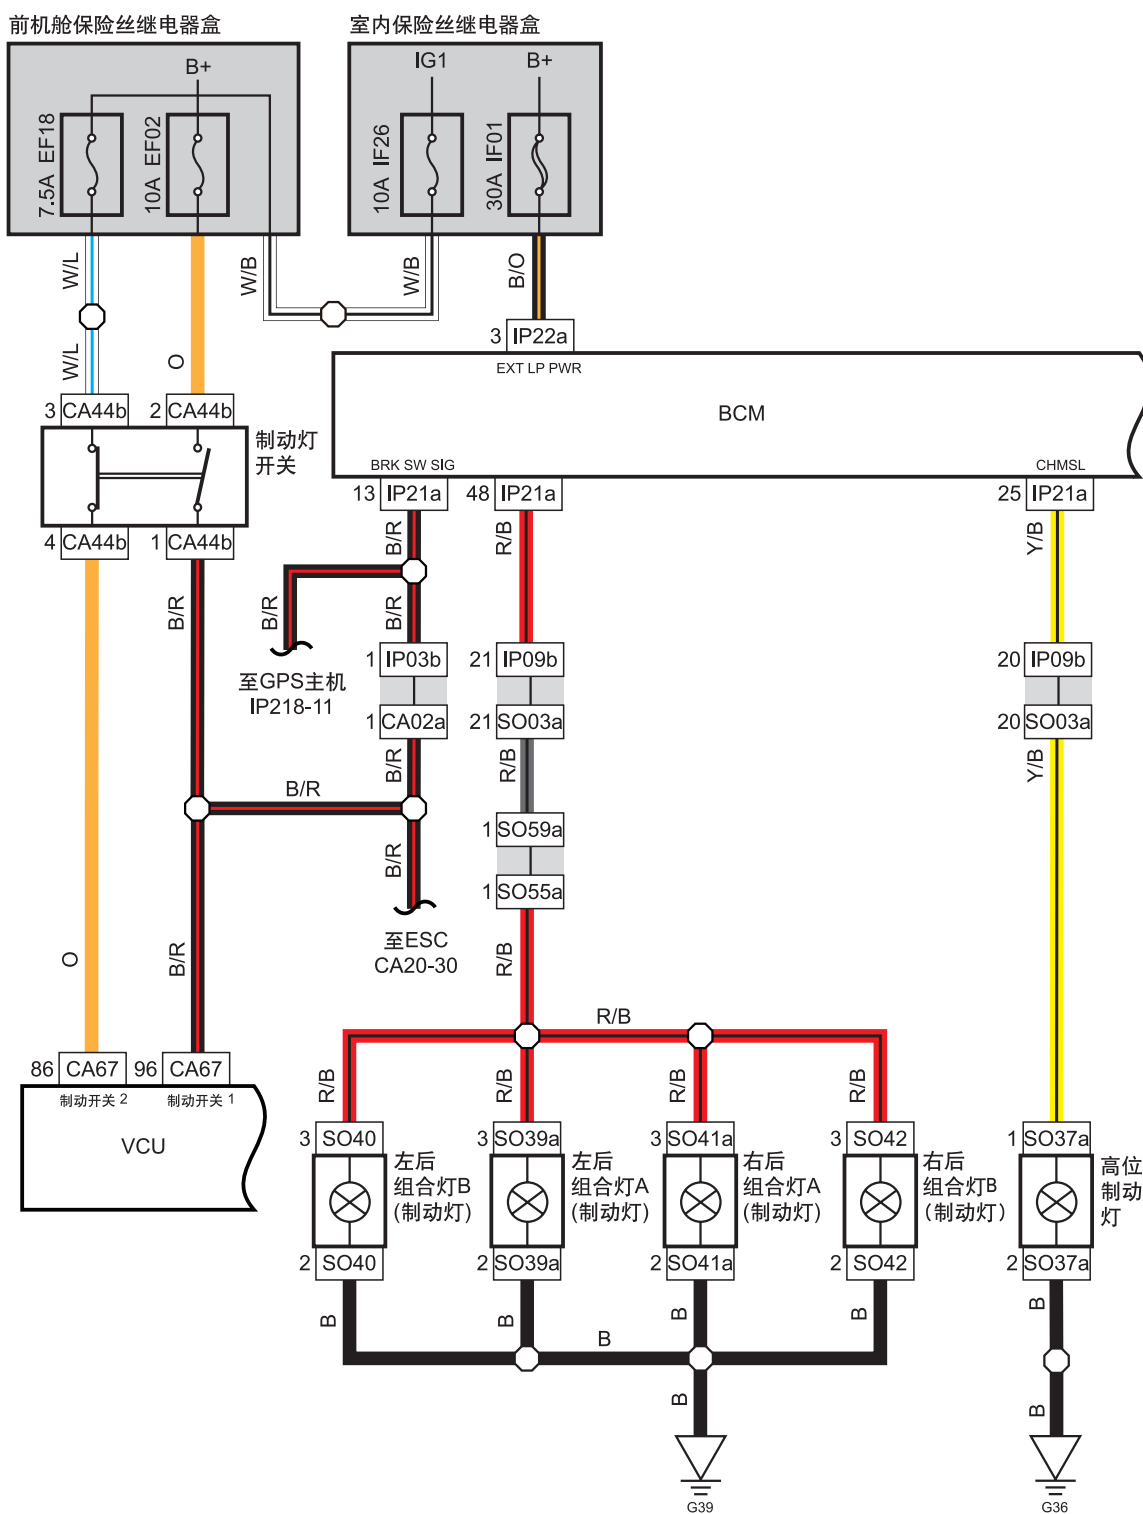 前机舱保险丝继电器盒
室内保险丝继电器盒
B+
IG1
B+
7.5A EF18
10A EF02
10A IF26
30A IF01
W/L
W/B
W/B
B/O
W/L
O
3 IP22a
EXT LP PWR
BCM
3 CA44b
2 CA44b
制动灯
开关
BRK SW SIG
CHMSL
13 IP21a
48 IP21a
25 IP21a
4 CA44b
1 CA44b
B/R
R/B
Y/B
B/R
B/R
B/R
至GPS主机
IP218-11
1 IP03b
21 IP09b
20 IP09b
1 CA02a
21 SO03a
20 SO03a
B/R
R/B
Y/B
B/R
1 SO59a
B/R
1 SO55a
至ESC
CA20-30
O
B/R
R/B
R/B
86 CA67
96 CA67
制动开关 2
制动开关 1
VCU
R/B
R/B
R/B
R/B
3 SO40
3 SO39a
3 SO41a
3 SO42
1 SO37a
左后
组合灯B
(制动灯)
左后
组合灯A
(制动灯)
右后
组合灯A
(制动灯)
右后
组合灯B
(制动灯)
高位
制动
灯
2 SO40
2 SO39a
2 SO41a
2 SO42
2 SO37a
B
B
B
B
B
B
B
B
G39
G36